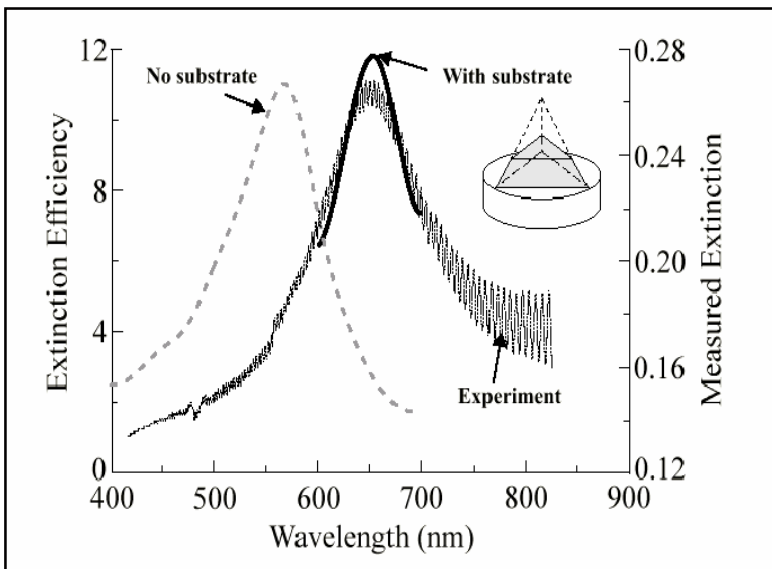 12
8
4
0
Extinction Efficiency
No substrate
With substrate
Experiment
0.28
0.24
0.20
0.16
0.12
Measured Extinction
400
500
600
700
800
900
Wavelength (nm)